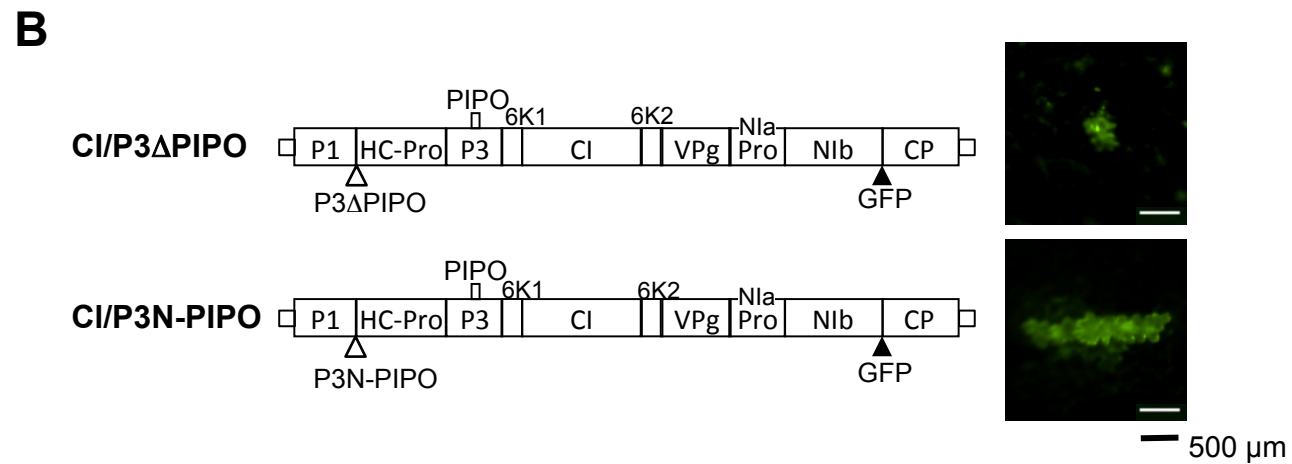 B
PIPO
6K1
6K2
NIa
CI/P3ΔPIPO
P1 HC-Pro P3 CI VPg Pro NIb CP
P3ΔPIPO
GFP
PIPO
6K1
6K2
NIa
CI/P3N-PIPO
P1 HC-Pro P3 CI VPg Pro NIb CP
P3N-PIPO
GFP
500 µm